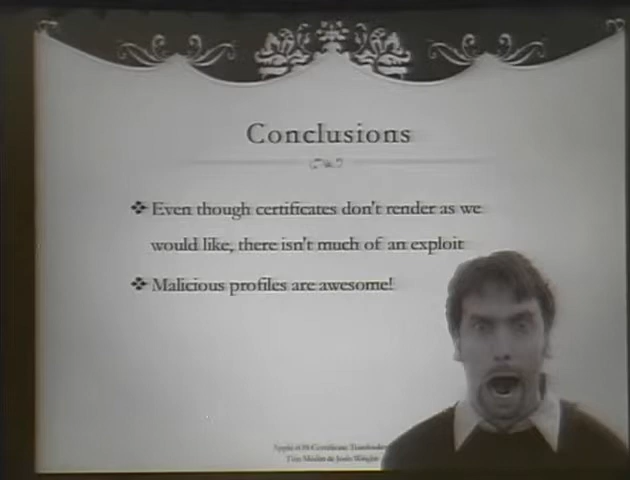 Conclusions
❖ Even though certificates don't render as we
would like, there isn't much of an exploit
❖ Malicious profiles are awesome!